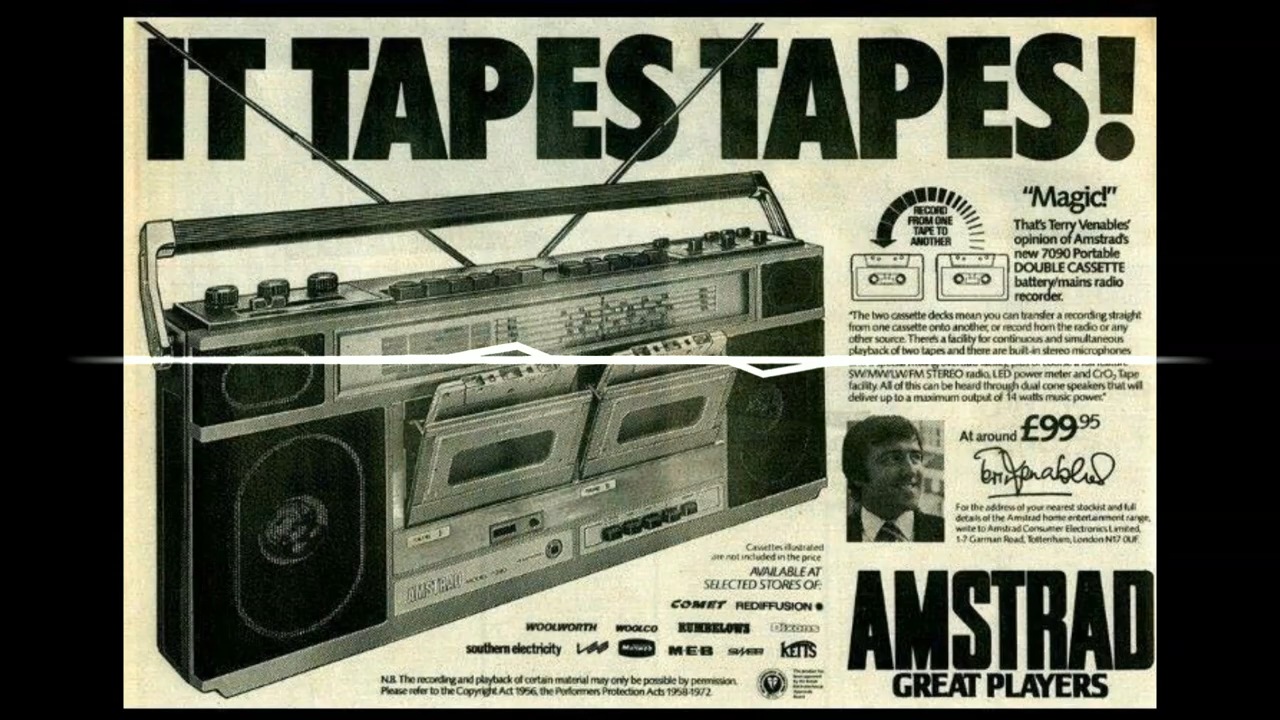 IT TAPES TAPES!
RECORD
FROM ONE
TAPE TO
ANOTHER
"Magic!"
That's Terry Venables'
opinion of Amstrad's
new 7090 Portable
DOUBLE CASSETTE
battery/mains radio
recorder.
"The two cassette decks mean you can transfer a recording straight
from one cassette onto another, or record from the radio or any
other source. There's a facility for continuous and simultaneous
playback of two tapes and there are built-in stereo microphones
SW/MW/LW/FM STEREO radio, LED power meter and CrO2 Tape
facility. All of this can be heard through dual cone speakers that will
deliver up to a maximum output of 14 watts music power."
At around £99.95
Terry Venables
For the address of your nearest stockist and full
details of the Amstrad home entertainment range,
write to Amstrad Consumer Electronics Limited,
1-7 Garman Road, Tottenham, London N17 0UF.
AMSTRAD
Cassettes illustrated
are not included in the price
AVAILABLE AT
SELECTED STORES OF:
COMET REDIFFUSION
WOOLWORTH WOOLCO RUMBELOWS Dixons
southern electricity MEB SWEB KETTS
N.B. The recording and playback of certain material may only be possible by permission.
Please refer to the Copyright Act 1956, the Performers Protection Acts 1958-1972.
AMSTRAD
GREAT PLAYERS